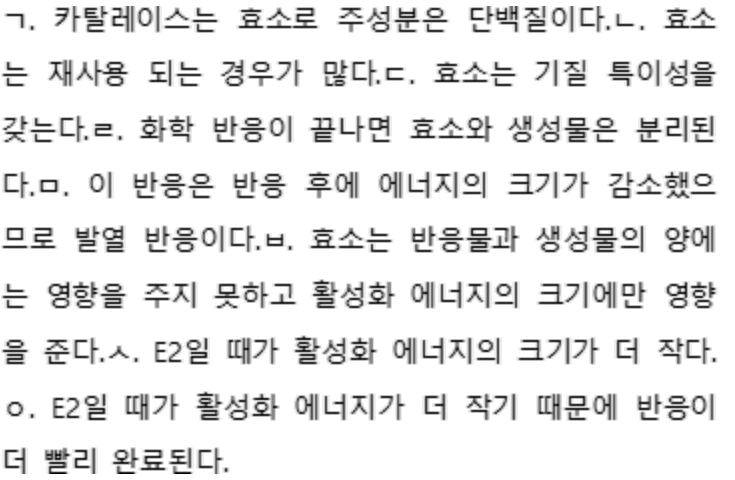 ㄱ. 카탈레이스는 효소로 주성분은 단백질이다.ㄴ. 효소
는 재사용 되는 경우가 많다.ㄷ. 효소는 기질 특이성을
갖는다.ㄹ. 화학 반응이 끝나면 효소와 생성물은 분리된
다.ㅁ. 이 반응은 반응 후에 에너지의 크기가 감소했으
므로 발열 반응이다.ㅂ. 효소는 반응물과 생성물의 양에
는 영향을 주지 못하고 활성화 에너지의 크기에만 영향
을 준다.ㅅ. E2일 때가 활성화 에너지의 크기가 더 작다.
ㅇ. E2일 때가 활성화 에너지가 더 작기 때문에 반응이
더 빨리 완료된다.